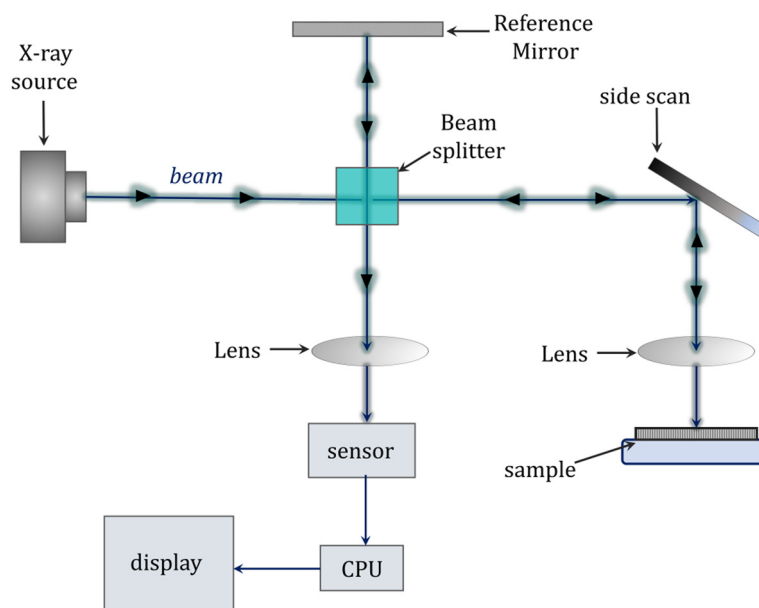 Reference
Mirror
X-ray
source
side scan
Beam
splitter
beam
Lens
Lens
sensor
sample
display
CPU